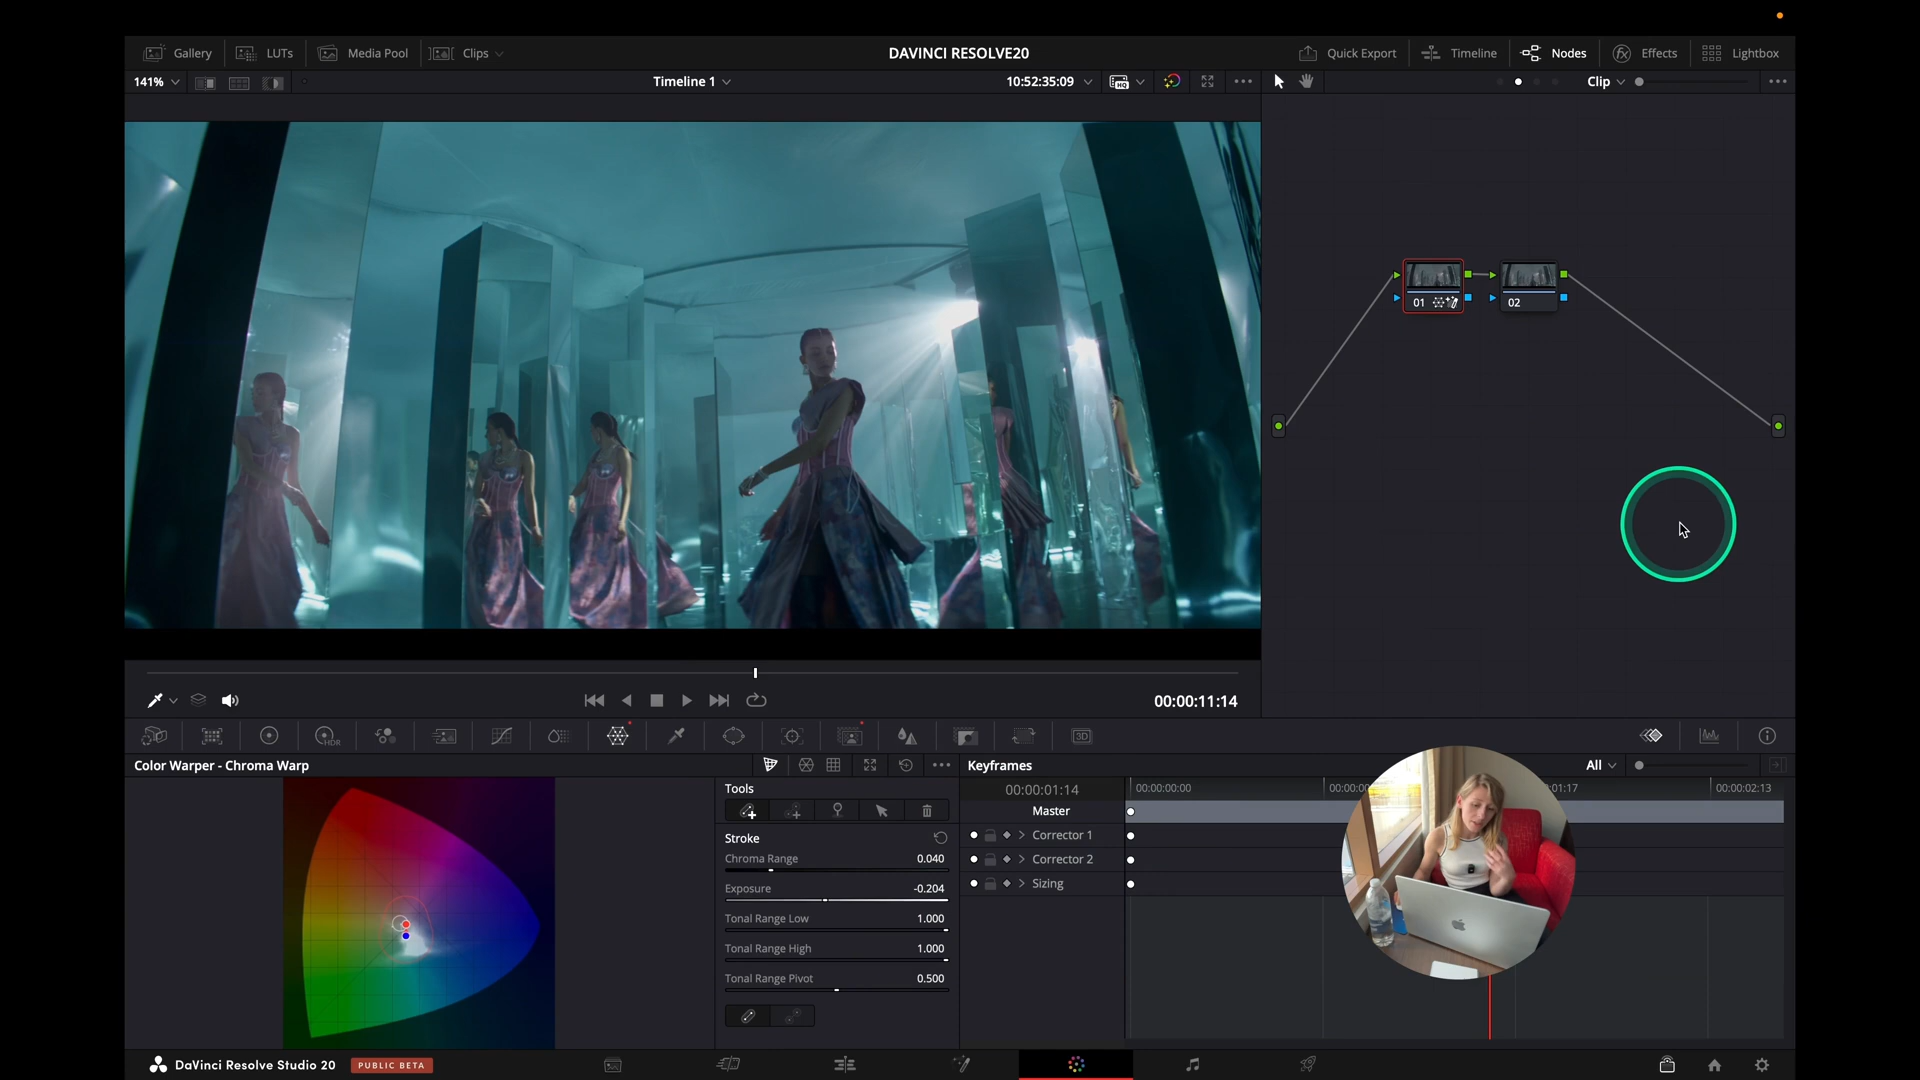 Gallery LUTs Media Pool Clips DAVINCI RESOLVE20 Quick Export Timeline Nodes Effects Lightbox
141% Timeline 1 10:52:35:09 HQ Clip
01 02
00:00:11:14
HDR 3D
Color Warper - Chroma Warp
Tools
Stroke
Chroma Range 0.040
Exposure -0.204
Tonal Range Low 1.000
Tonal Range High 1.000
Tonal Range Pivot 0.500
Keyframes All
00:00:01:14 00:00:00:00 00:00:02:13
Master
Corrector 1
Corrector 2
Sizing
DaVinci Resolve Studio 20 PUBLIC BETA